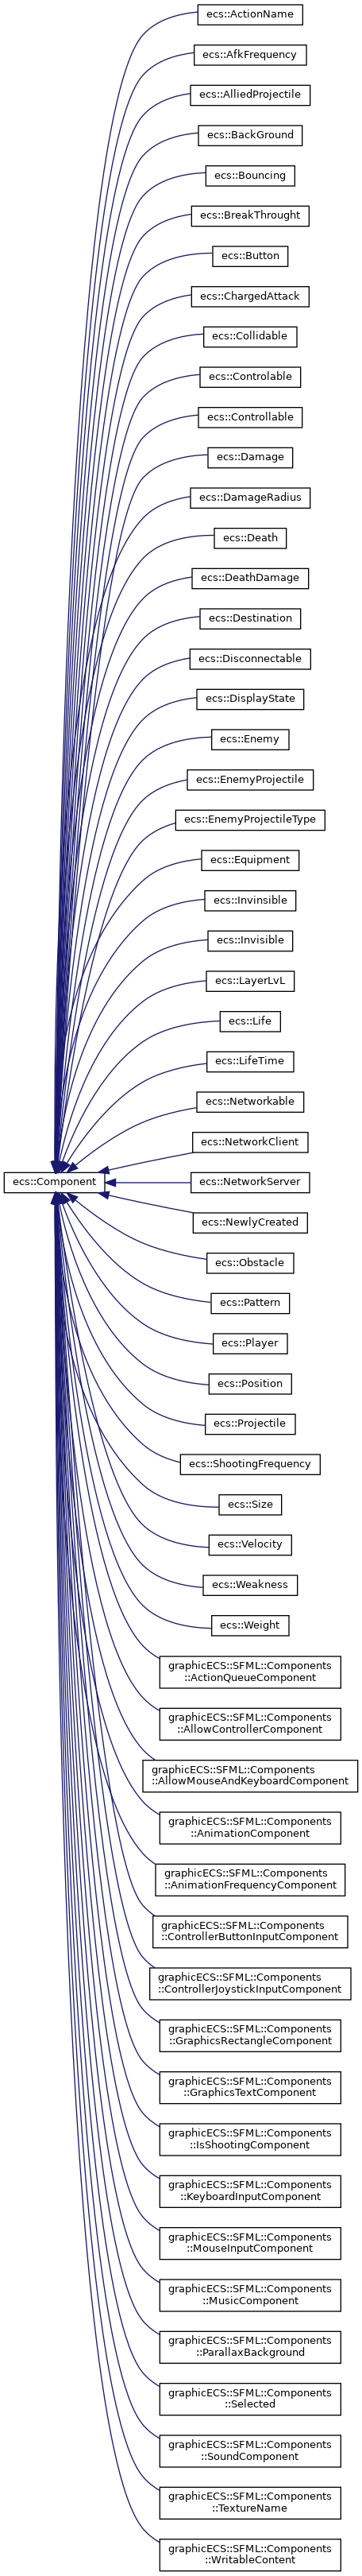 ecs::ActionName
ecs::AfkFrequency
ecs::AlliedProjectile
ecs::BackGround
ecs::Bouncing
ecs::BreakThrought
ecs::Button
ecs::ChargedAttack
ecs::Collidable
ecs::Controlable
ecs::Controllable
ecs::Damage
ecs::DamageRadius
ecs::Death
ecs::DeathDamage
ecs::Destination
ecs::Disconnectable
ecs::DisplayState
ecs::Enemy
ecs::EnemyProjectile
ecs::EnemyProjectileType
ecs::Equipment
ecs::Invinsible
ecs::Invisible
ecs::LayerLvL
ecs::Life
ecs::LifeTime
ecs::Networkable
ecs::NetworkClient
ecs::Component
ecs::NetworkServer
ecs::NewlyCreated
ecs::Obstacle
ecs::Pattern
ecs::Player
ecs::Position
ecs::Projectile
ecs::ShootingFrequency
ecs::Size
ecs::Velocity
ecs::Weakness
ecs::Weight
graphicECS::SFML::Components
::ActionQueueComponent
graphicECS::SFML::Components
::AllowControllerComponent
graphicECS::SFML::Components
::AllowMouseAndKeyboardComponent
graphicECS::SFML::Components
::AnimationComponent
graphicECS::SFML::Components
::AnimationFrequencyComponent
graphicECS::SFML::Components
::ControllerButtonInputComponent
graphicECS::SFML::Components
::ControllerJoystickInputComponent
graphicECS::SFML::Components
::GraphicsRectangleComponent
graphicECS::SFML::Components
::GraphicsTextComponent
graphicECS::SFML::Components
::IsShootingComponent
graphicECS::SFML::Components
::KeyboardInputComponent
graphicECS::SFML::Components
::MouseInputComponent
graphicECS::SFML::Components
::MusicComponent
graphicECS::SFML::Components
::ParallaxBackground
graphicECS::SFML::Components
::Selected
graphicECS::SFML::Components
::SoundComponent
graphicECS::SFML::Components
::TextureName
graphicECS::SFML::Components
::WritableContent